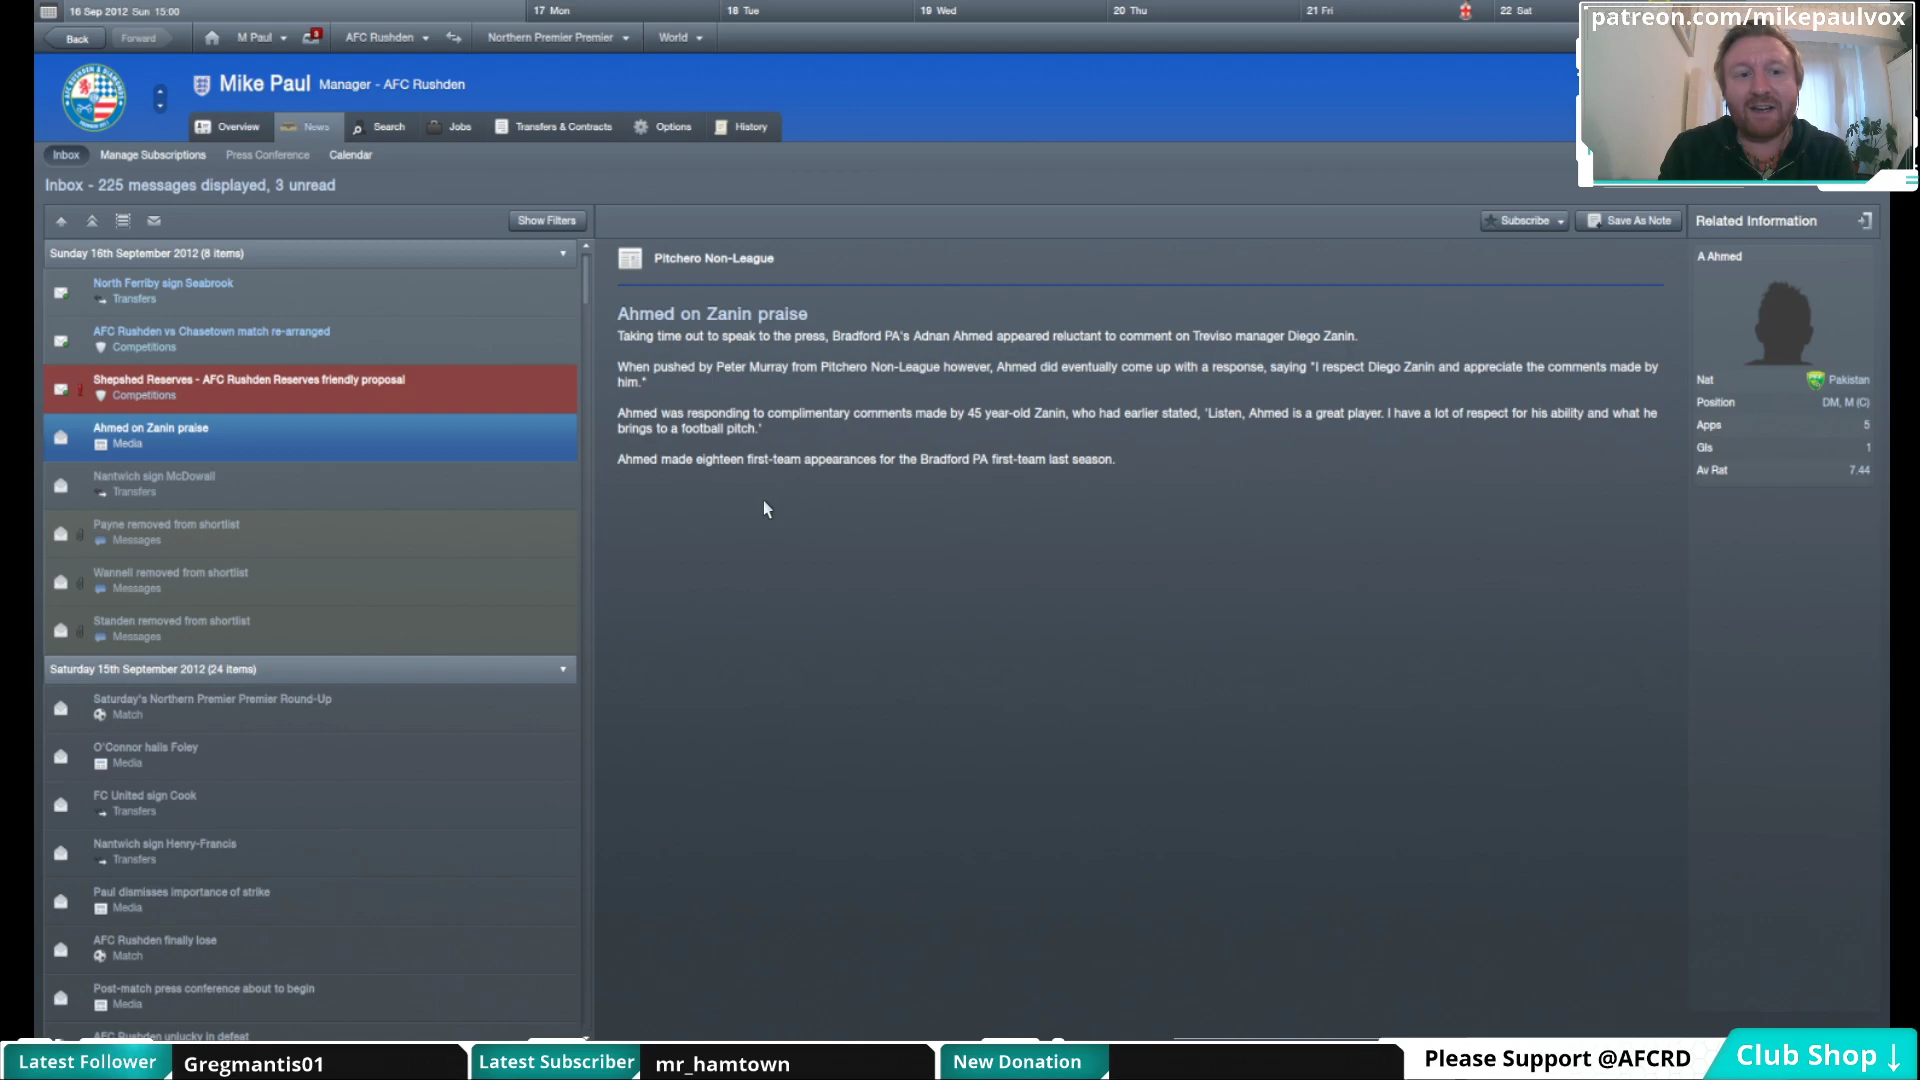 16 Sep 2012 Sun 15:00
17 Mon
18 Tue
19 Wed
20 Thu
21 Fri
22 Sat
patreon.com/mikepaulvox
Back
Forward
M Paul
3
AFC Rushden
Northern Premier Premier
World
Mike Paul Manager - AFC Rushden
Overview
News
Search
Jobs
Transfers & Contracts
Options
History
Inbox
Manage Subscriptions
Press Conference
Calendar
Inbox - 225 messages displayed, 3 unread
Show Filters
Subscribe
Save As Note
Related Information
Sunday 16th September 2012 (8 items)
North Ferriby sign Seabrook
Transfers
AFC Rushden vs Chasetown match re-arranged
Competitions
Shepshed Reserves - AFC Rushden Reserves friendly proposal
Competitions
Ahmed on Zanin praise
Media
Nantwich sign McDowall
Transfers
Payne removed from shortlist
Messages
Wannell removed from shortlist
Messages
Standen removed from shortlist
Messages
Saturday 15th September 2012 (24 items)
Saturday's Northern Premier Premier Round-Up
Match
O'Connor hails Foley
Media
FC United sign Cook
Transfers
Nantwich sign Henry-Francis
Transfers
Paul dismisses importance of strike
Media
AFC Rushden finally lose
Match
Post-match press conference about to begin
Media
AFC Rushden unlucky in defeat
Pitchero Non-League
Ahmed on Zanin praise
Taking time out to speak to the press, Bradford PA's Adnan Ahmed appeared reluctant to comment on Treviso manager Diego Zanin.
When pushed by Peter Murray from Pitchero Non-League however, Ahmed did eventually come up with a response, saying "I respect Diego Zanin and appreciate the comments made by
him."
Ahmed was responding to complimentary comments made by 45 year-old Zanin, who had earlier stated, 'Listen, Ahmed is a great player. I have a lot of respect for his ability and what he
brings to a football pitch.'
Ahmed made eighteen first-team appearances for the Bradford PA first-team last season.
A Ahmed
Nat Pakistan
Position DM, M (C)
Apps 5
Gls 1
Av Rat 7.44
Latest Follower
Gregmantis01
Latest Subscriber
mr_hamtown
New Donation
Please Support @AFCRD
Club Shop ↓